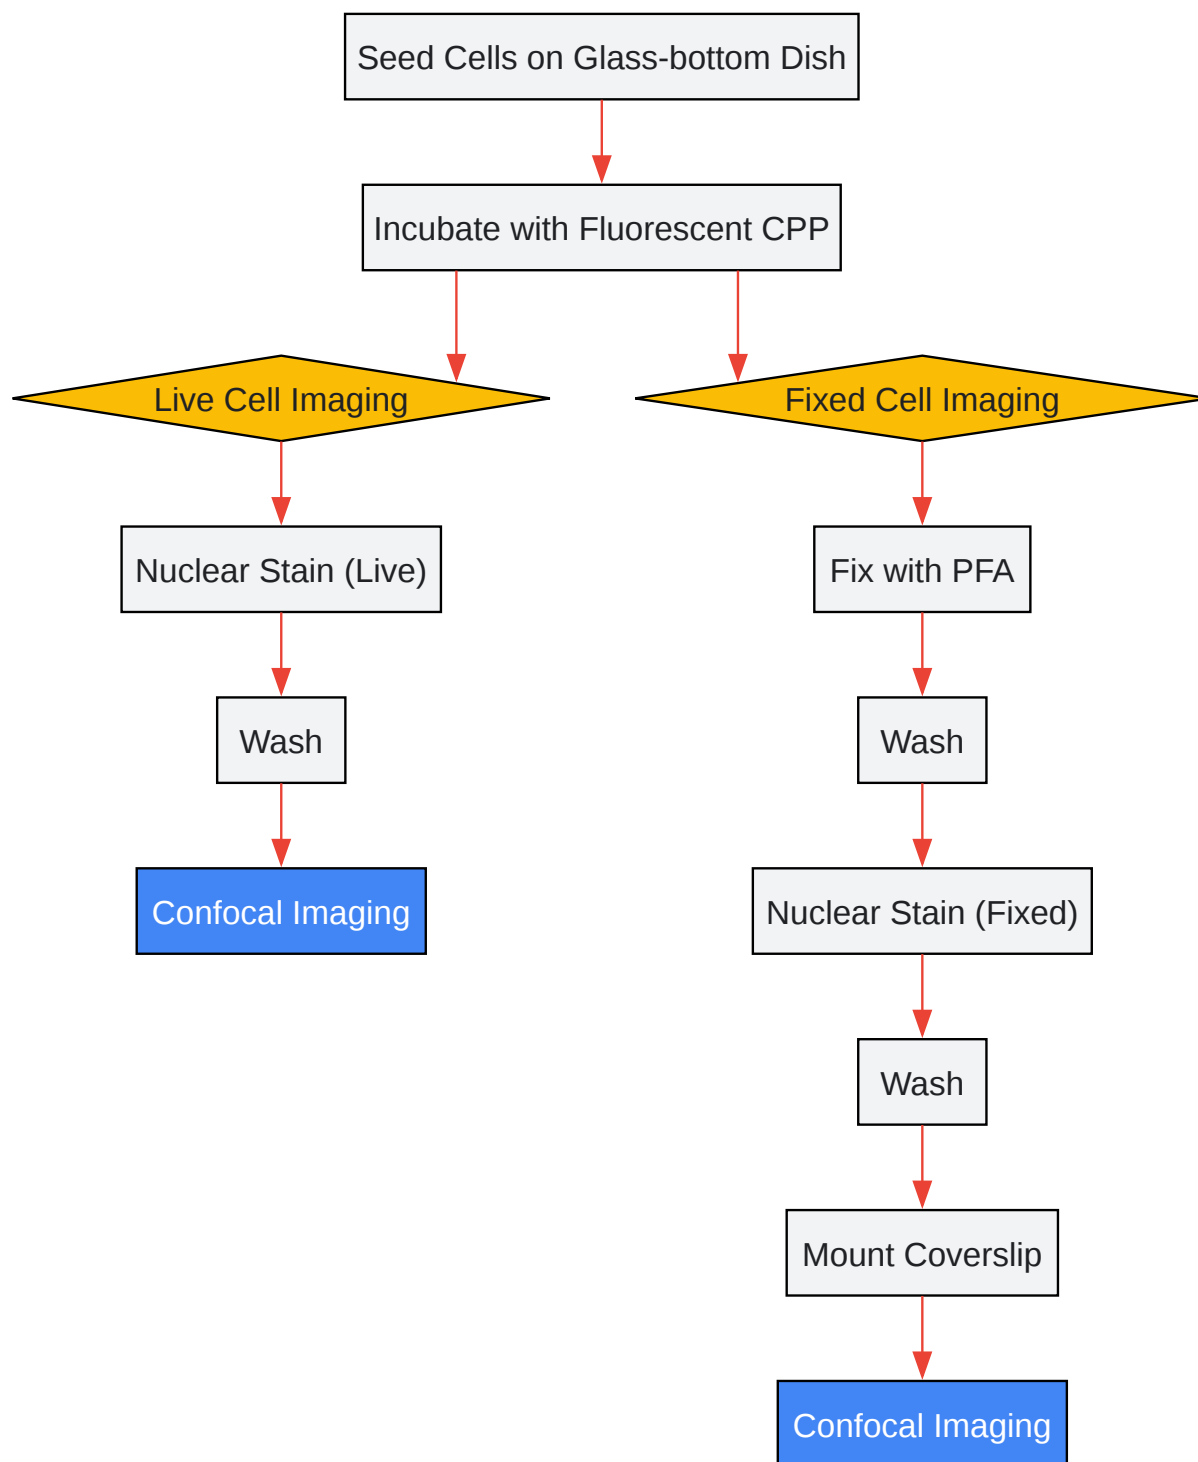 Seed Cells on Glass-bottom Dish
Incubate with Fluorescent CPP
Live Cell Imaging
Fixed Cell Imaging
Nuclear Stain (Live)
Fix with PFA
Wash
Wash
Confocal Imaging
Nuclear Stain (Fixed)
Wash
Mount Coverslip
Confocal Imaging